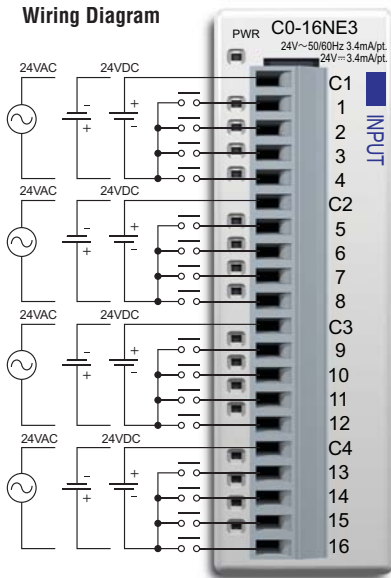 Wiring Diagram
PWR C0-16NE3
24V~50/60Hz 3.4mA/pt.
24V⎓3.4mA/pt.
INPUT
24VAC 24VDC C1
- + 1
+ 2
3
4
24VAC 24VDC C2
- + 5
+ 6
7
8
24VAC 24VDC C3
- + 9
+ 10
11
12
24VAC 24VDC C4
- + 13
+ 14
15
16